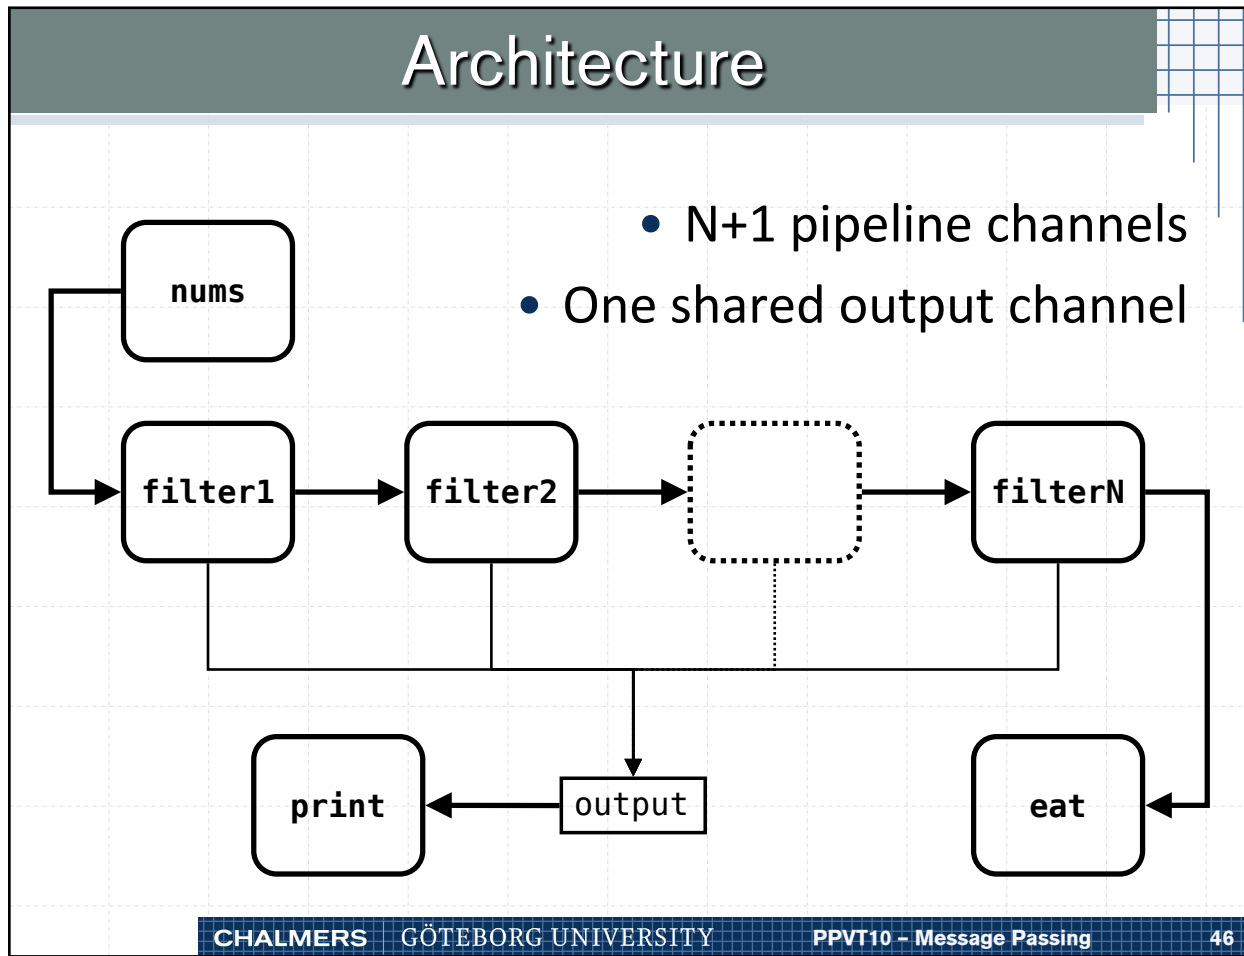 Architecture
• N+1 pipeline channels
• One shared output channel
nums
filter1
filter2
filterN
print
output
eat
CHALMERS GÖTEBORG UNIVERSITY PPVT10 – Message Passing 46